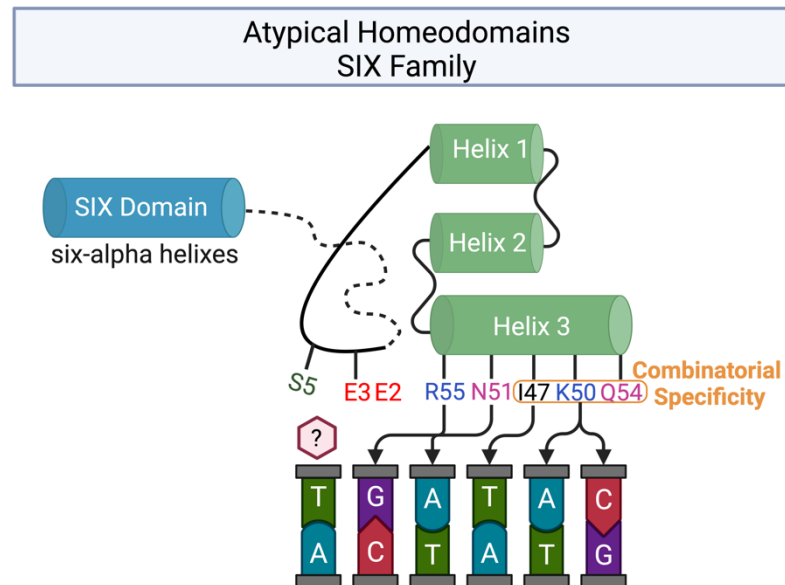 Atypical Homeodomains
SIX Family
Helix 1
SIX Domain
six-alpha helixes
Helix 2
Helix 3
S5
E3 E2
R55 N51 I47 K50 Q54
Combinatorial
Specificity
?
T G A T A C
A C T A T G